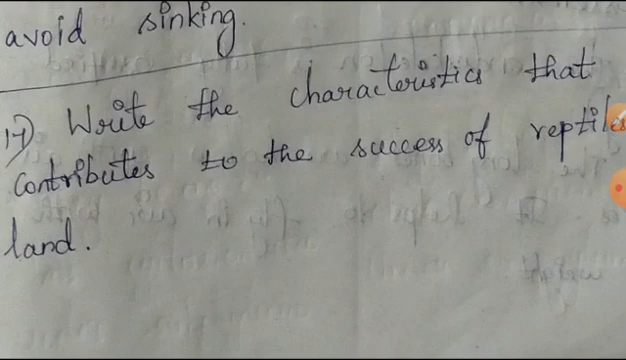 avoid sinking.
17) Write the characteristics that
contributes to the success of reptiles
land.